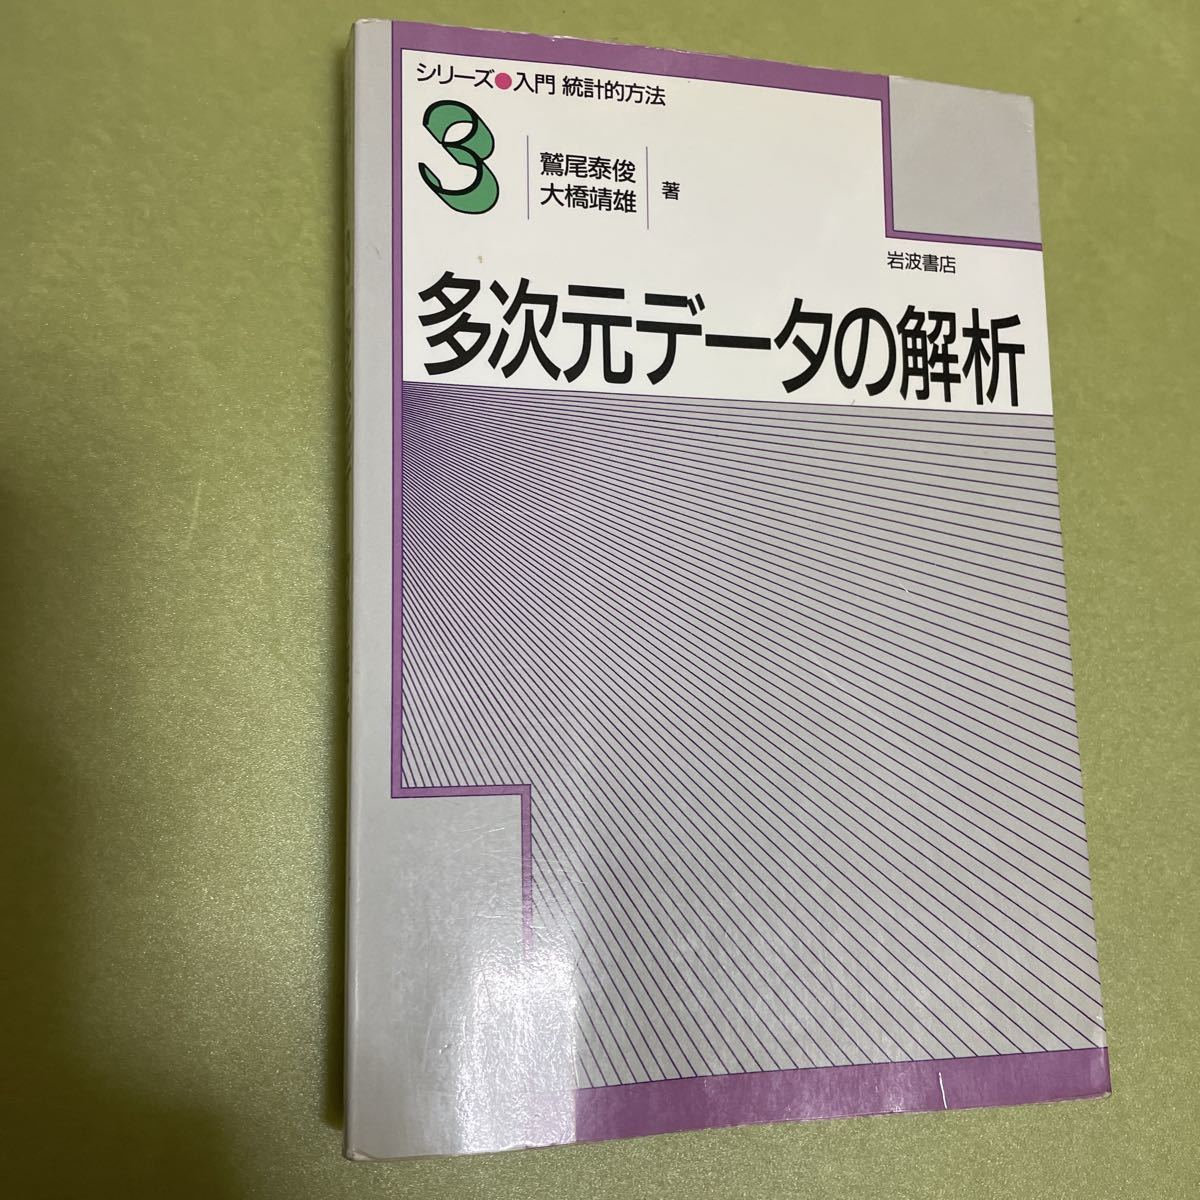 シリーズ●入門 統計的方法
3
鷲尾泰俊
大橋靖雄
著
岩波書店
多次元データの解析